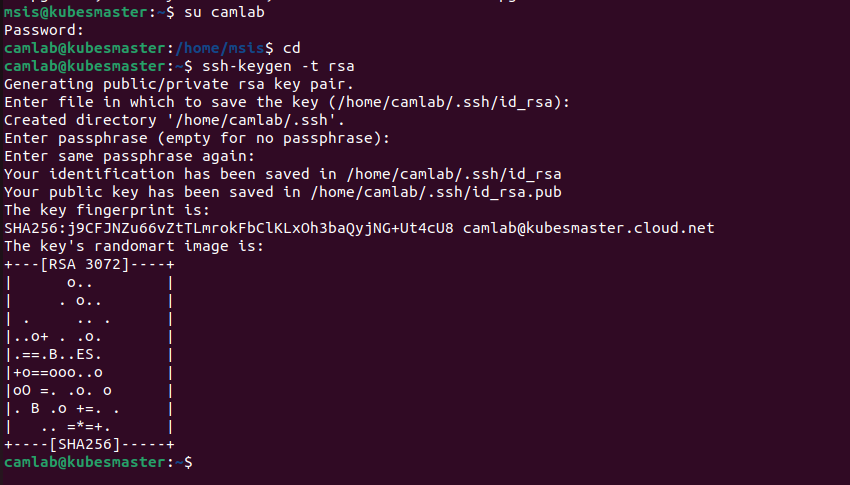 msis@kubesmaster:~$ su camlab
Password:
camlab@kubesmaster:/home/msis$ cd
camlab@kubesmaster:~$ ssh-keygen -t rsa
Generating public/private rsa key pair.
Enter file in which to save the key (/home/camlab/.ssh/id_rsa):
Created directory '/home/camlab/.ssh'.
Enter passphrase (empty for no passphrase):
Enter same passphrase again:
Your identification has been saved in /home/camlab/.ssh/id_rsa
Your public key has been saved in /home/camlab/.ssh/id_rsa.pub
The key fingerprint is:
SHA256:j9CFJNZu66vZtTLmrokFbClKLxOh3baQyjNG+Ut4cU8 camlab@kubesmaster.cloud.net
The key's randomart image is:
+---[RSA 3072]----+
|      o..        |
|     . o..       |
| .     .. .      |
|..o+ . .o.       |
|.==.B..ES.       |
|+o==ooo..o       |
|oO =. .o. o      |
|. B .o +=. .     |
|   .. =*=+.      |
+----[SHA256]-----+
camlab@kubesmaster:~$